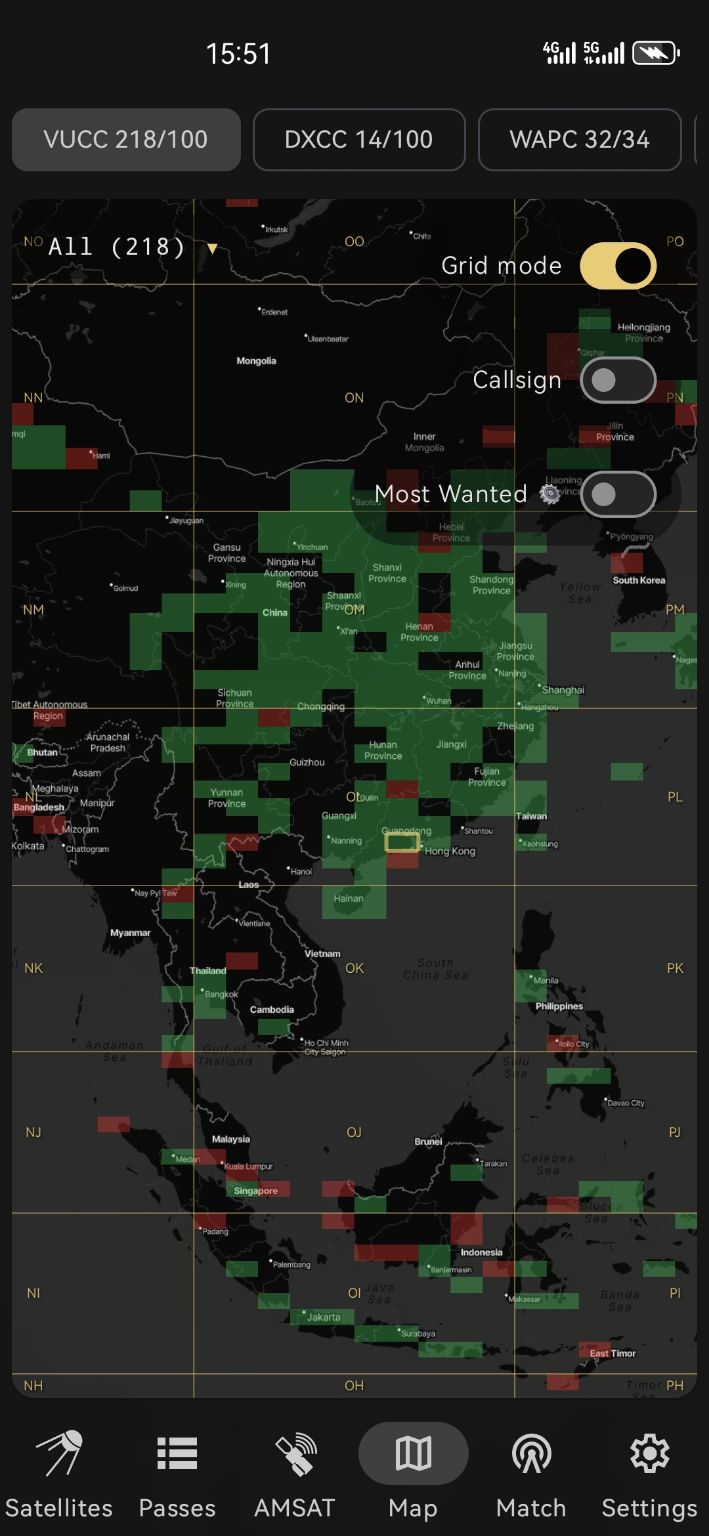 15:51
4G 5G
VUCC 218/100
DXCC 14/100
WAPC 32/34
NO
All (218)
Irkutsk
OO
Chita
PO
Grid mode
Erdenet
Ulaanbaatar
Mongolia
Heilongjiang
Province
Qiqihar
Callsign
NN
ON
PN
mqi
Hami
Inner
Mongolia
Jilin
Province
Most Wanted
Liaoning
Province
Jiayuguan
Gansu
Province
Yinchuan
Hebei
Province
P'yŏngyang
Ningxia Hui
Autonomous
Region
Shanxi
Province
Golmud
Xining
Shandong
Province
South Korea
Yellow
Sea
China
Shaanxi
Province
NM
OM
PM
Xi'an
Henan
Province
Jiangsu
Province
Nagas
Anhui
Province
Nanjing
Shanghai
Sichuan
Province
Tibet Autonomous
Region
Chongqing
Wuhan
Hangzhou
Zhejiang
Arunachal
Pradesh
Bhutan
Hunan
Province
Jiangxi
Guizhou
Assam
Fujian
Province
Meghalaya
NL
Yunnan
Province
OL
Guilin
PL
Manipur
Bangladesh
Guangxi
Taiwan
Mizoram
Guangdong
Shantou
Kolkata
Chattogram
Nanning
Hong Kong
Kaohsiung
Hanoi
Nay Pyi Taw
Laos
Hainan
Myanmar
Vientiane
Vietnam
NK
Thailand
OK
South
China Sea
PK
Bangkok
Manila
Philippines
Cambodia
Andaman
Sea
Gulf of
Thailand
Ho Chi Minh
City Saigon
Iloilo City
Sulu
Sea
Davao City
NJ
Malaysia
OJ
Brunei
PJ
Medan
Kuala Lumpur
Tarakan
Celebes
Sea
Singapore
Molucca
Sea
Padang
Palembang
Indonesia
Banjarmasin
NI
OI
Java
Sea
Makassar
Banda
Sea
PI
Jakarta
Surabaya
East Timor
NH
OH
Timor
Sea
PH
Satellites
Passes
AMSAT
Map
Match
Settings